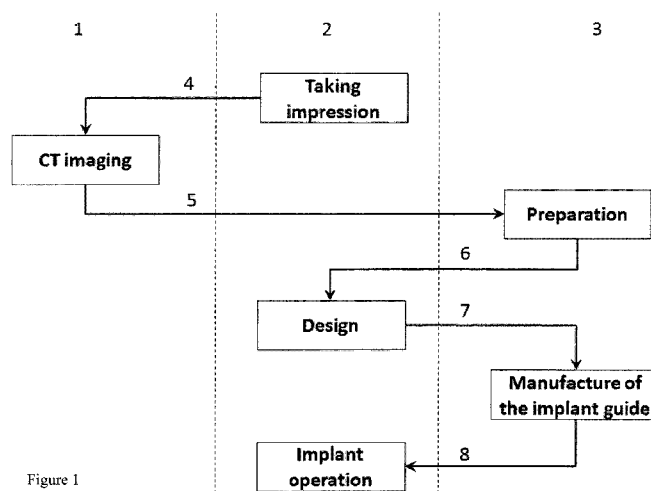 1
2
3
4
Taking
impression
CT imaging
5
Preparation
6
Design
7
Manufacture of
the implant guide
8
Implant
operation
Figure 1